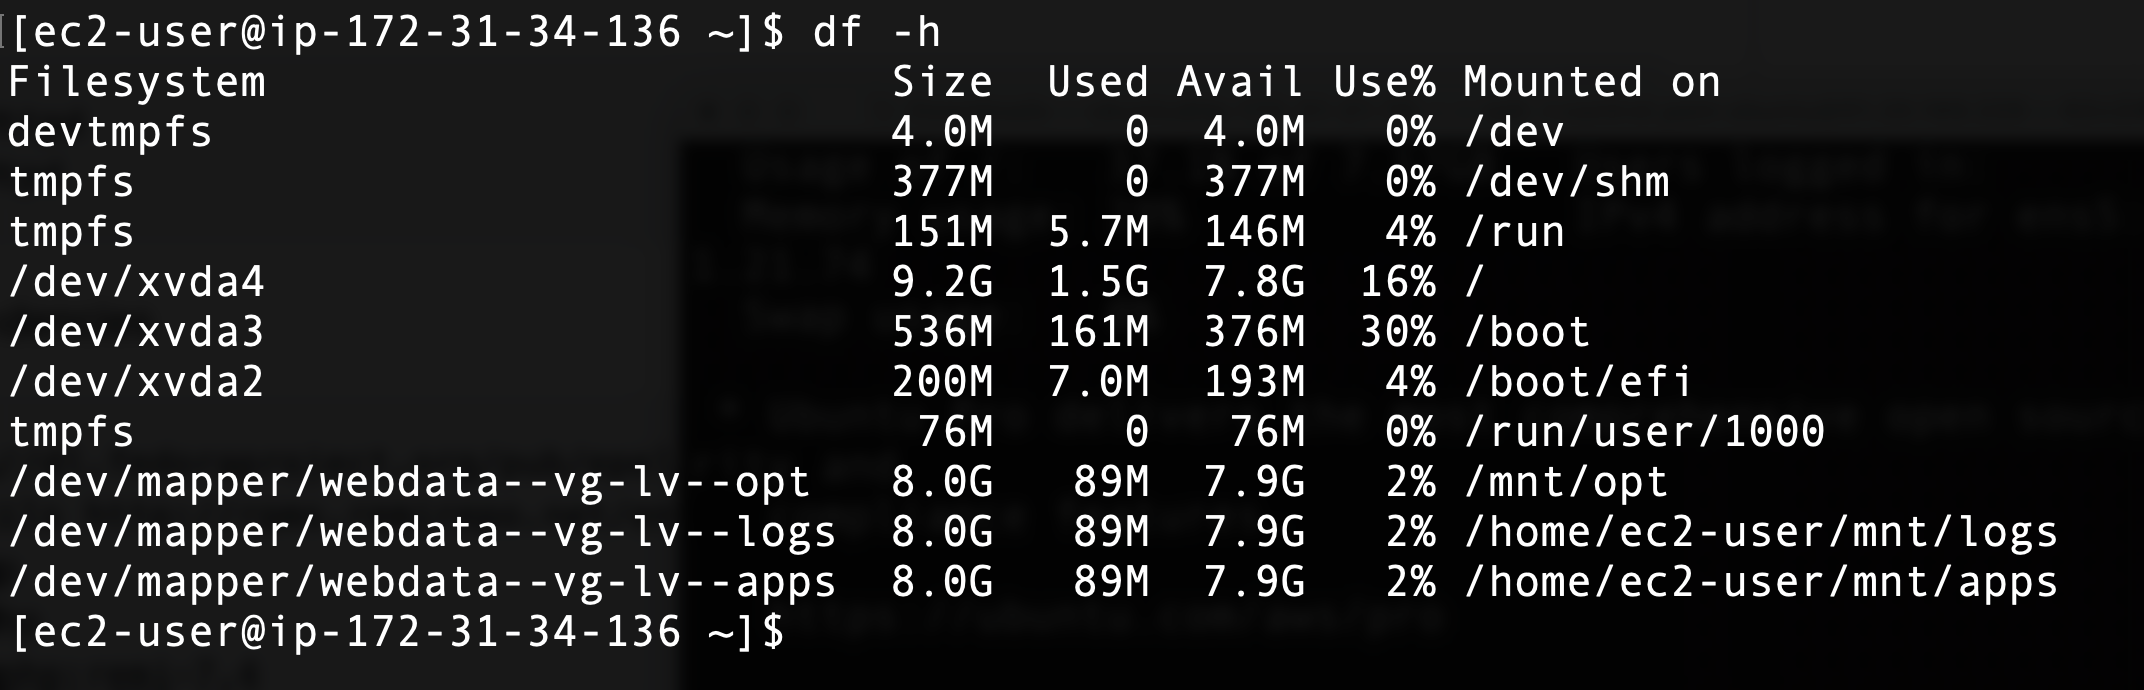 [ec2-user@ip-172-31-34-136 ~]$ df -h
Filesystem                        Size  Used Avail Use% Mounted on
devtmpfs                          4.0M     0  4.0M   0% /dev
tmpfs                             377M     0  377M   0% /dev/shm
tmpfs                             151M  5.7M  146M   4% /run
/dev/xvda4                        9.2G  1.5G  7.8G  16% /
/dev/xvda3                        536M  161M  376M  30% /boot
/dev/xvda2                        200M  7.0M  193M   4% /boot/efi
tmpfs                              76M     0   76M   0% /run/user/1000
/dev/mapper/webdata--vg-lv--opt   8.0G   89M  7.9G   2% /mnt/opt
/dev/mapper/webdata--vg-lv--logs  8.0G   89M  7.9G   2% /home/ec2-user/mnt/logs
/dev/mapper/webdata--vg-lv--apps  8.0G   89M  7.9G   2% /home/ec2-user/mnt/apps
[ec2-user@ip-172-31-34-136 ~]$